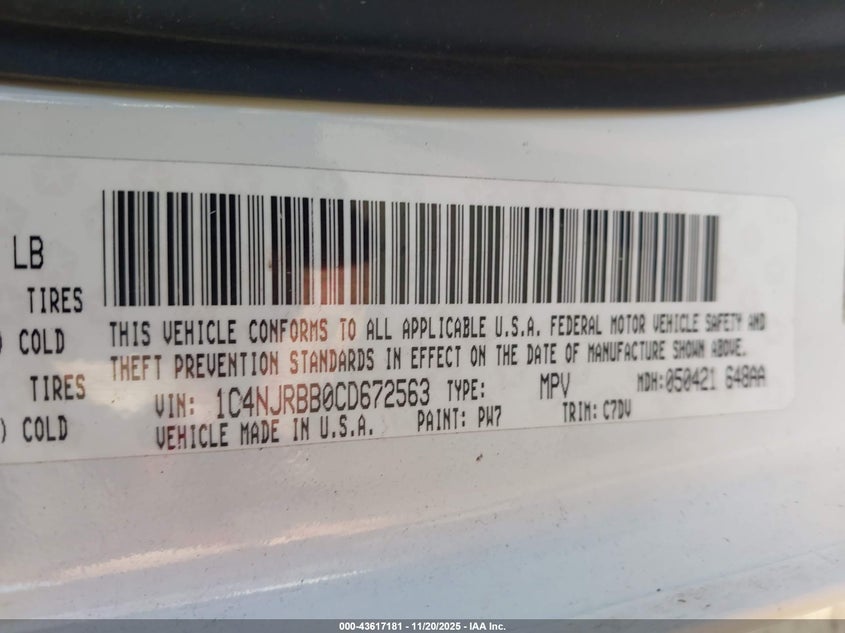 LB
TIRES
) COLD
TIRES
) COLD
THIS VEHICLE CONFORMS TO ALL APPLICABLE U.S.A. FEDERAL MOTOR VEHICLE SAFETY AND
THEFT PREVENTION STANDARDS IN EFFECT ON THE DATE OF MANUFACTURE SHOWN ABOVE.
VIN: 1C4NJRBB0CD672563 TYPE: MPV MDH:050421 648AA
VEHICLE MADE IN U.S.A. PAINT: PW7 TRIM: C7DV
000-43617181 - 11/20/2025 - IAA Inc.